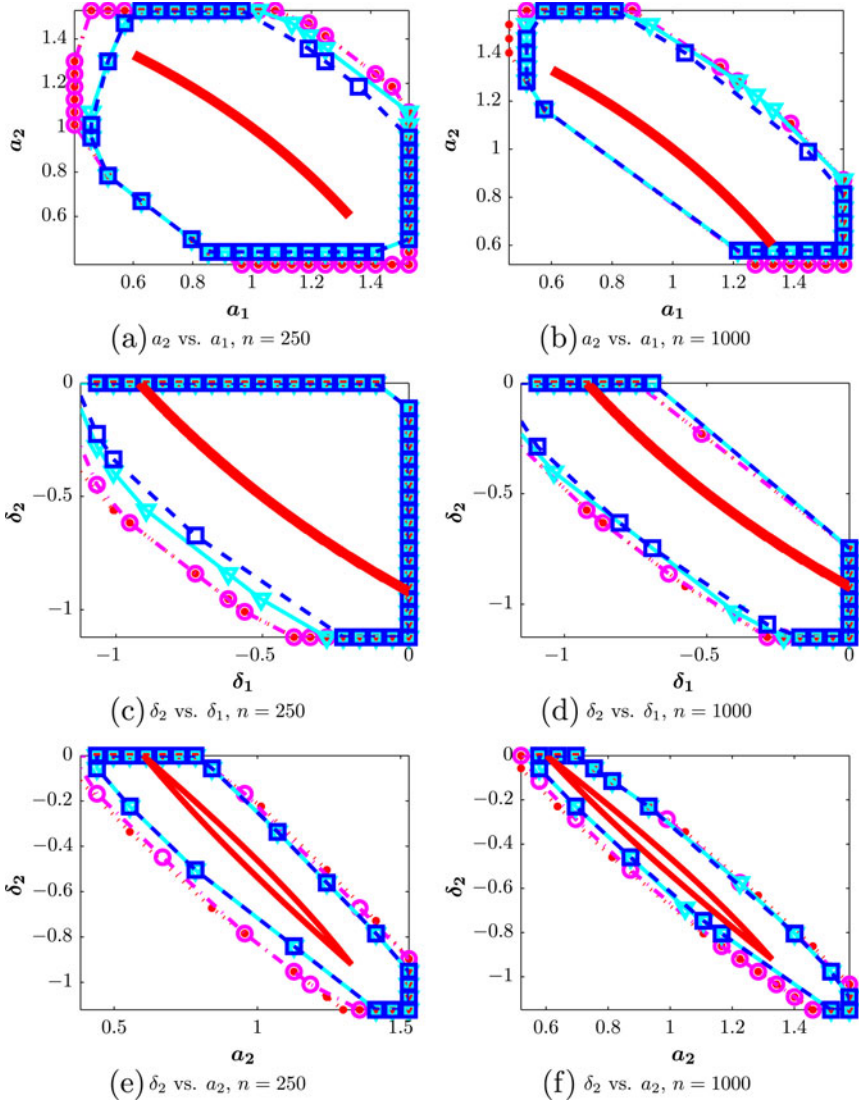 1.4
1.2
1
0.8
0.6
a₂
0.6 0.8 1 1.2 1.4
a₁
(a) a₂ vs. a₁, n = 250
1.4
1.2
1
0.8
0.6
a₂
0.6 0.8 1 1.2 1.4
a₁
(b) a₂ vs. a₁, n = 1000
0
−0.5
−1
δ₂
−1 −0.5 0
δ₁
(c) δ₂ vs. δ₁, n = 250
0
−0.5
−1
δ₂
−1 −0.5 0
δ₁
(d) δ₂ vs. δ₁, n = 1000
0
−0.2
−0.4
−0.6
−0.8
−1
δ₂
0.5 1 1.5
a₂
(e) δ₂ vs. a₂, n = 250
0
−0.2
−0.4
−0.6
−0.8
−1
δ₂
0.6 0.8 1 1.2 1.4
a₂
(f) δ₂ vs. a₂, n = 1000